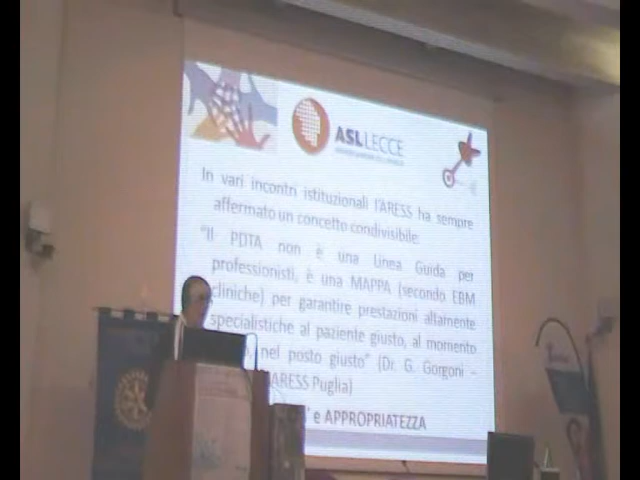 ASLLECCE
In vari incontri istituzionali l'ARESS ha sempre
affermato un concetto condivisibile:
"Il PDTA non è una Linea Guida per
professionisti, è una MAPPA (secondo EBM
cliniche) per garantire prestazioni altamente
specialistiche al paziente giusto, al momento
nel posto giusto" (Dr. G. Gorgoni –
ARESS Puglia)
e APPROPRIATEZZA